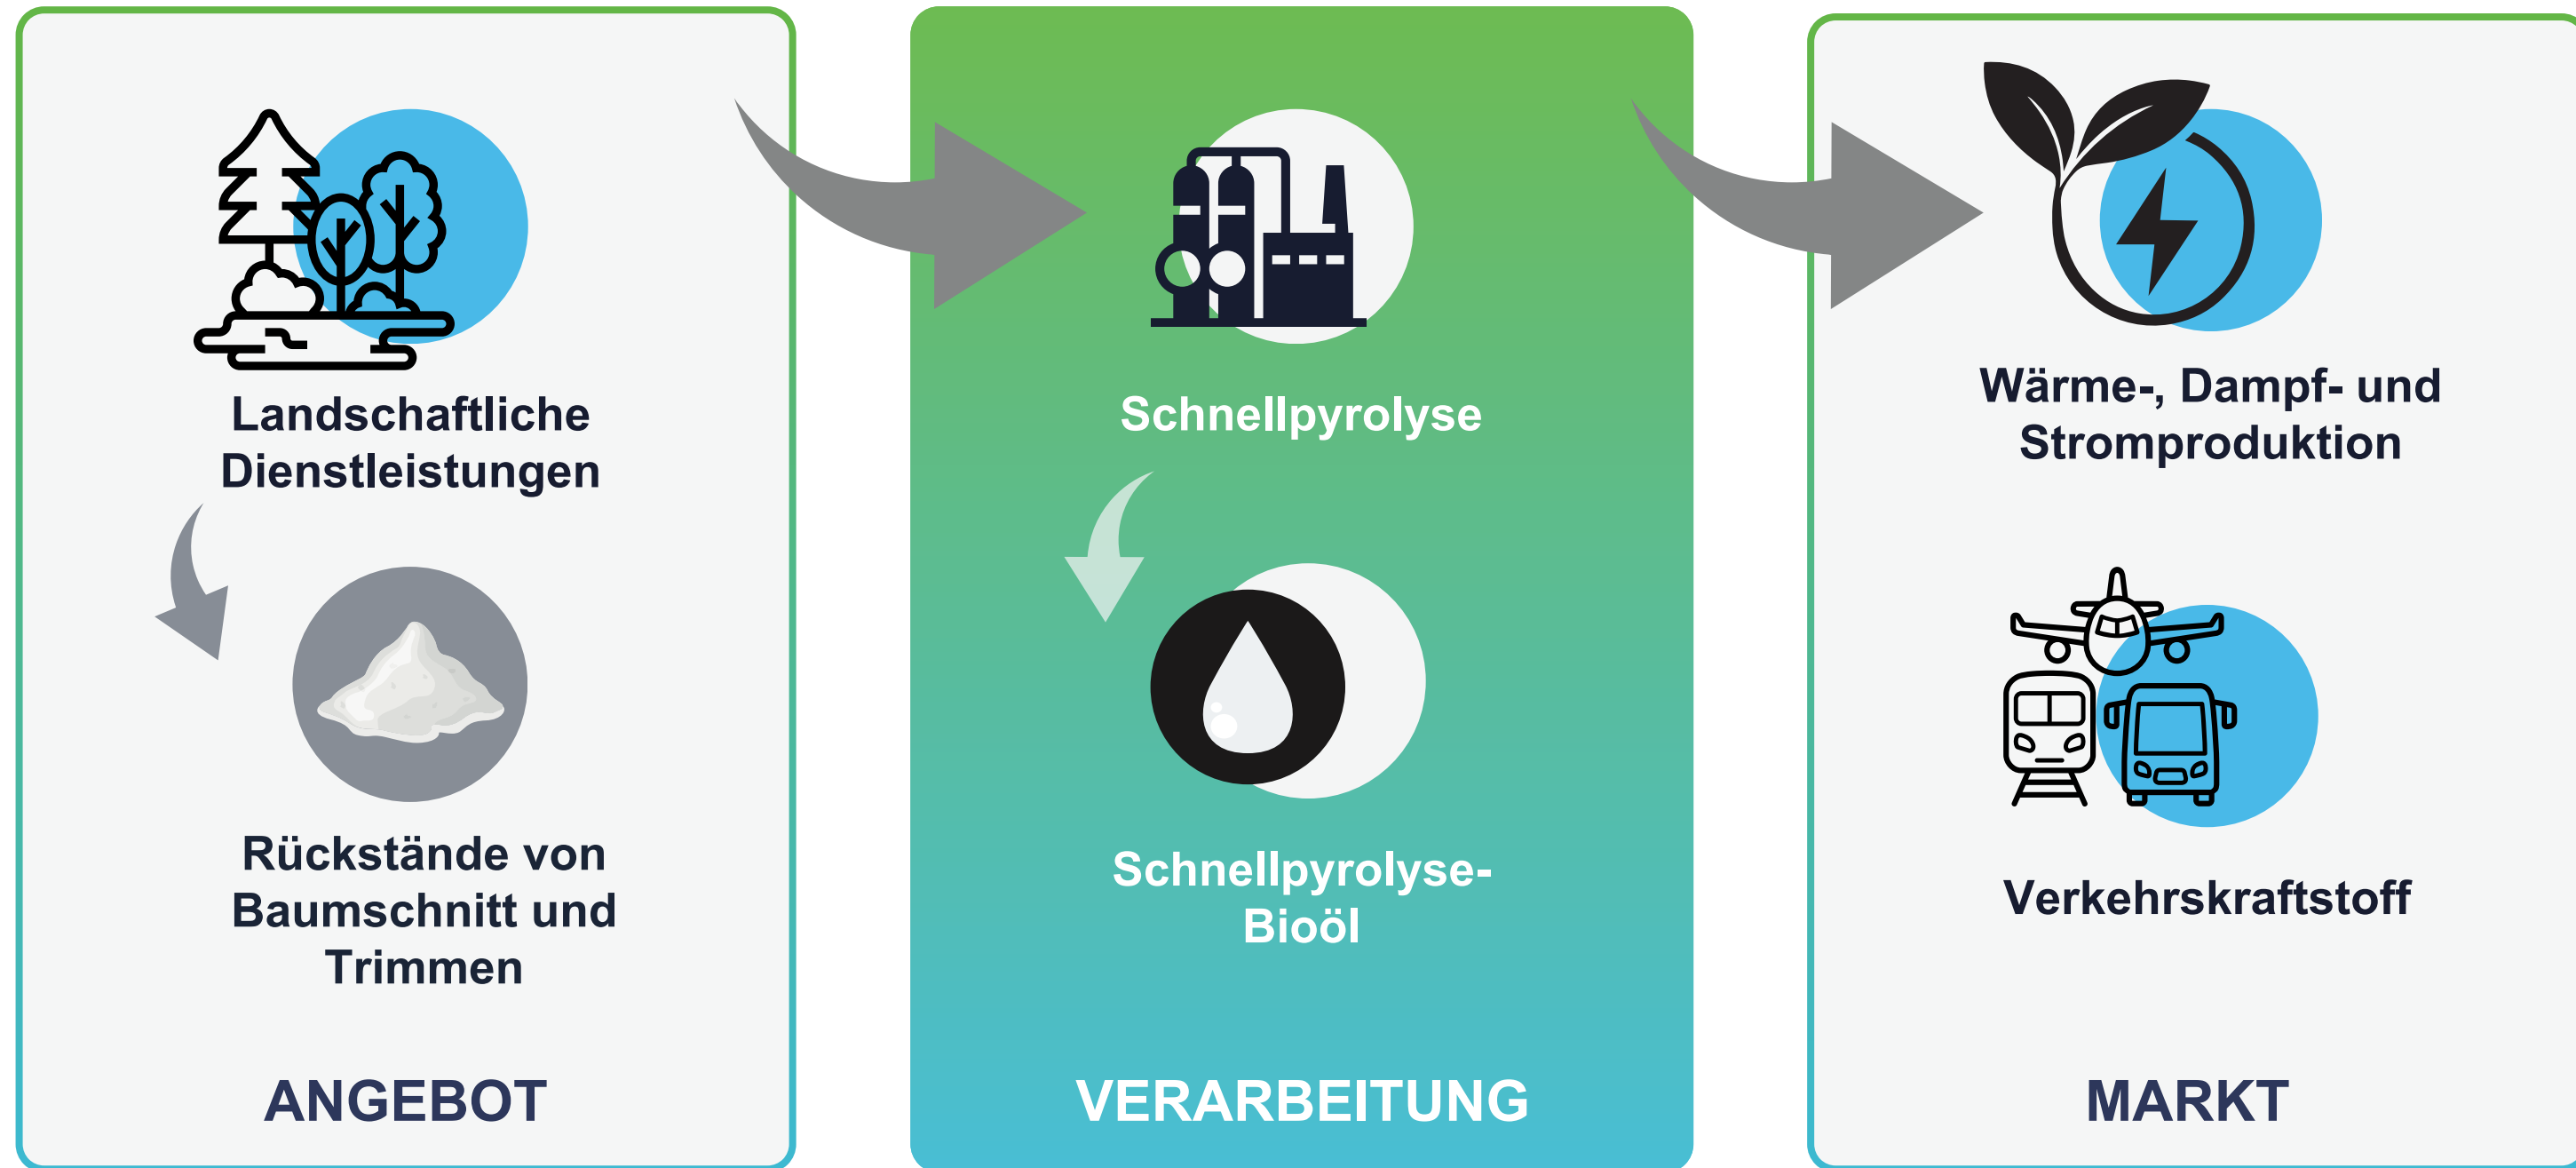 Landschaftliche
Dienstleistungen
Rückstände von
Baumschnitt und
Trimmen
ANGEBOT
Schnellpyrolyse
Schnellpyrolyse-
Bioöl
VERARBEITUNG
Wärme-, Dampf- und
Stromproduktion
Verkehrskraftstoff
MARKT